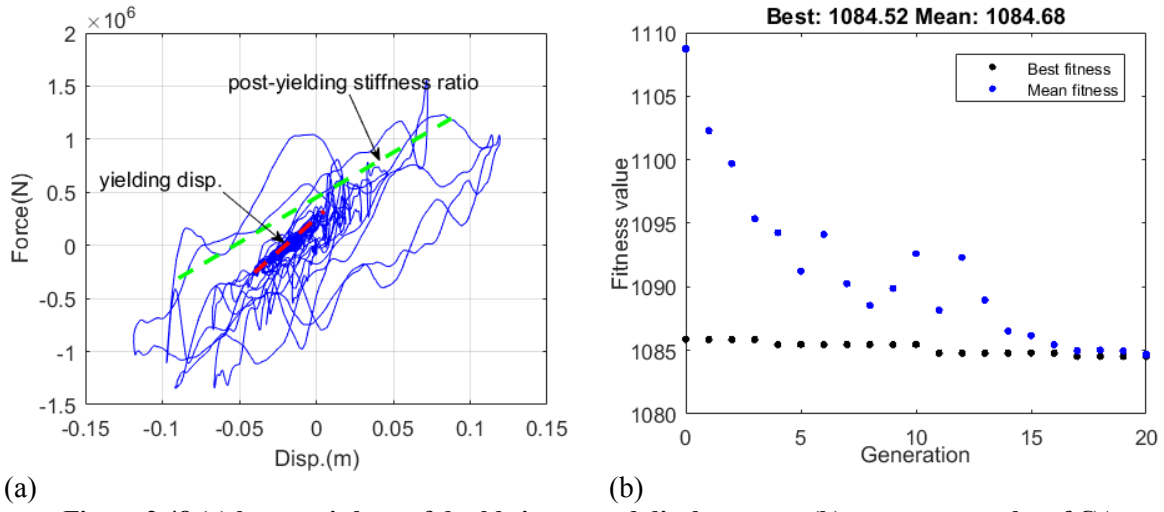 ×10^6
2
1.5
1
0.5
0
-0.5
-1
-1.5
-0.15 -0.1 -0.05 0 0.05 0.1 0.15
Force(N)
Disp.(m)
post-yielding stiffness ratio
yielding disp.
(a)
Best: 1084.52 Mean: 1084.68
1110
1105
1100
1095
1090
1085
1080
0 5 10 15 20
Fitness value
Generation
Best fitness
Mean fitness
(b)